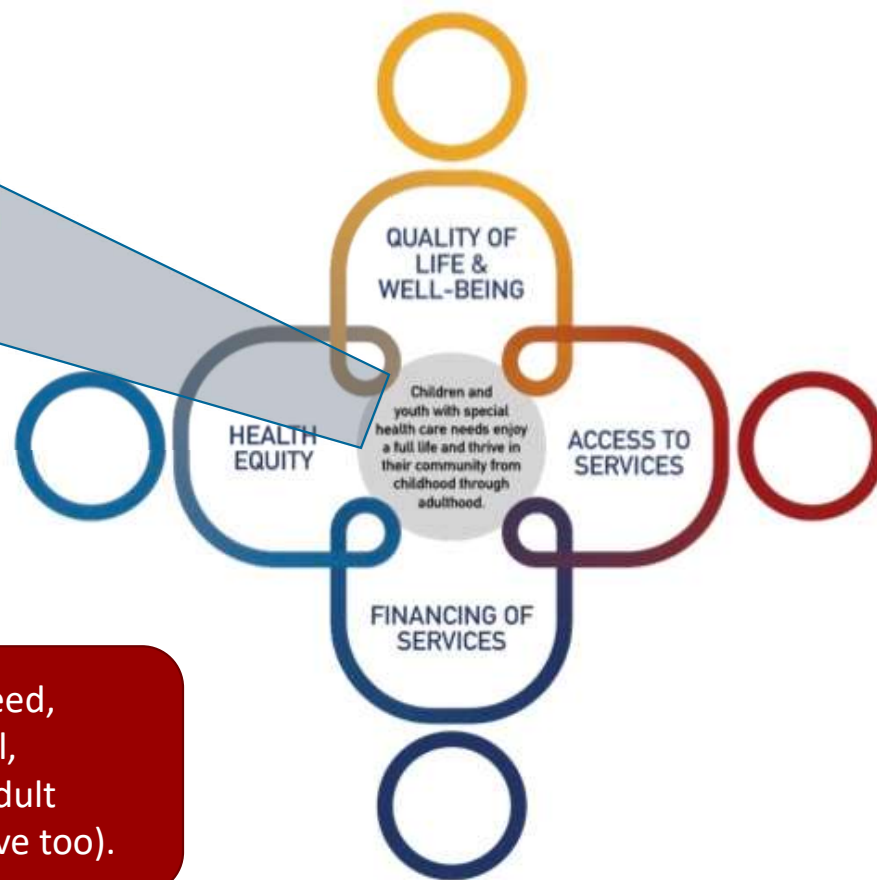 QUALITY OF
LIFE &
WELL-BEING
Children and
youth with special
health care needs enjoy
a full life and thrive in
their community from
childhood through
adulthood.
HEALTH
EQUITY
ACCESS TO
SERVICES
FINANCING OF
SERVICES
eed,
l,
dult
ve too).